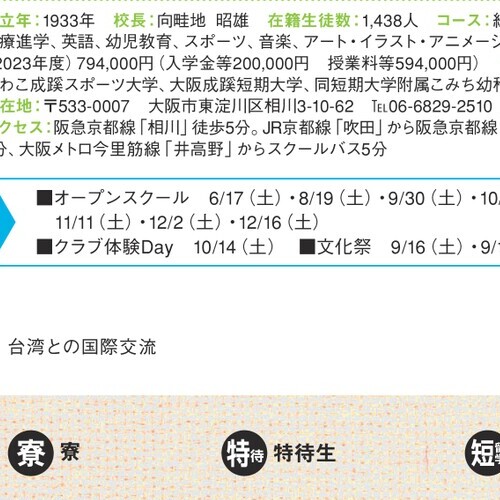 立年：1933年　校長：向畦地　昭雄　在籍生徒数：1,438人　コース：
療進学、英語、幼児教育、スポーツ、音楽、アート・イラスト・アニメーシ
2023年度）794,000円（入学金等200,000円　授業料等594,000円）
わこ成蹊スポーツ大学、大阪成蹊短期大学、同短期大学附属こみち幼稚
在地：〒533-0007　大阪市東淀川区相川3-10-62　℡06-6829-2510
クセス：阪急京都線「相川」徒歩5分。JR京都線「吹田」から阪急京都線
分、大阪メトロ今里筋線「井高野」からスクールバス5分
■オープンスクール　6/17（土）・8/19（土）・9/30（土）・10/
11/11（土）・12/2（土）・12/16（土）
■クラブ体験Day　10/14（土）　■文化祭　9/16（土）・9/1
台湾との国際交流
寮 寮　特待 特待生　短